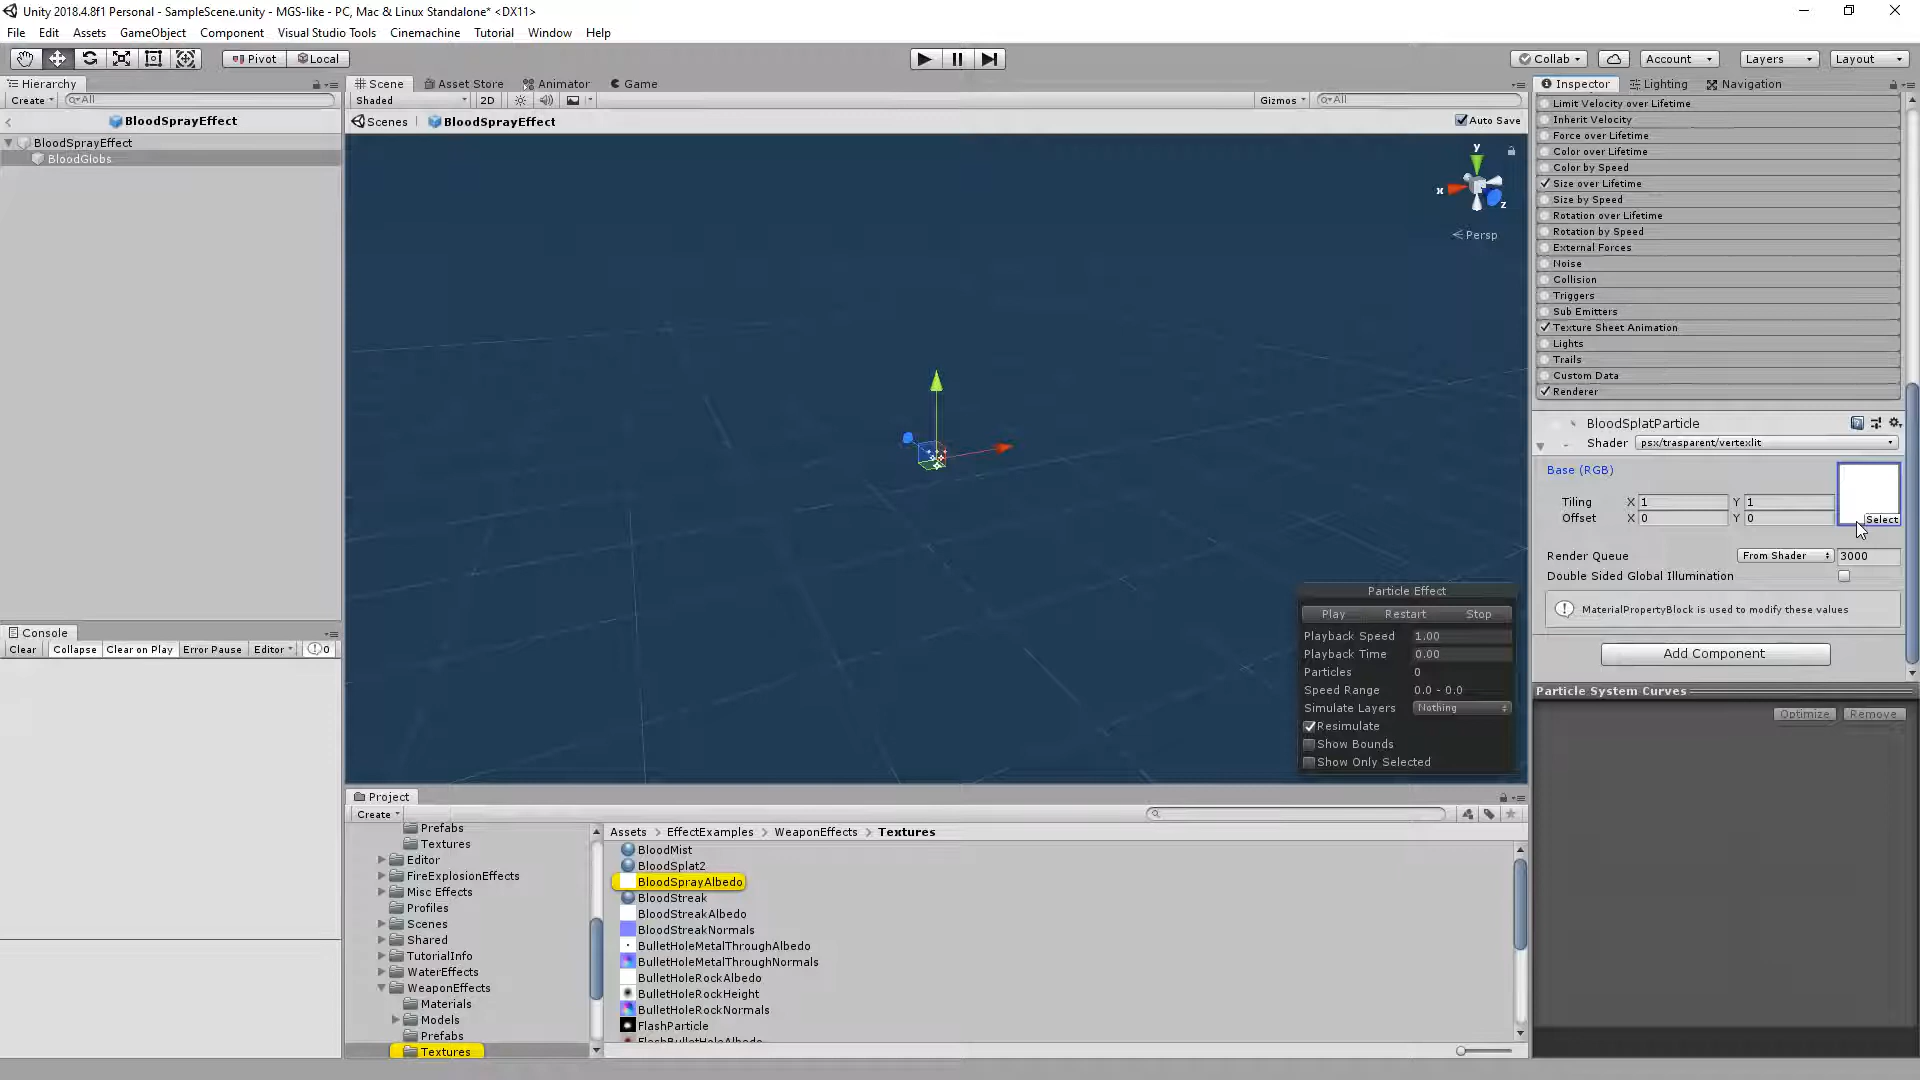 Unity 2018.4.8f1 Personal - SampleScene.unity - MGS-like - PC, Mac & Linux Standalone* <DX11>
File Edit Assets GameObject Component Visual Studio Tools Cinemachine Tutorial Window Help
Pivot Local Collab Account Layers Layout
Hierarchy Scene Asset Store Animator Game Inspector Lighting Navigation
Create All Shaded 2D Gizmos All
BloodSprayEffect Scenes BloodSprayEffect Auto Save
BloodSprayEffect
BloodGlobs
y
x
z
Persp
Limit Velocity over Lifetime
Inherit Velocity
Force over Lifetime
Color over Lifetime
Color by Speed
Size over Lifetime
Size by Speed
Rotation over Lifetime
Rotation by Speed
External Forces
Noise
Collision
Triggers
Sub Emitters
Texture Sheet Animation
Lights
Trails
Custom Data
Renderer
BloodSplatParticle
Shader psx/trasparent/vertexlit
Base (RGB)
Tiling X 1 Y 1
Offset X 0 Y 0 Select
Render Queue From Shader 3000
Double Sided Global Illumination
MaterialPropertyBlock is used to modify these values
Add Component
Particle System Curves
Optimize Remove
Particle Effect
Play Restart Stop
Playback Speed 1.00
Playback Time 0.00
Particles 0
Speed Range 0.0 - 0.0
Simulate Layers Nothing
Resimulate
Show Bounds
Show Only Selected
Console
Clear Collapse Clear on Play Error Pause Editor 0
Project
Create
Prefabs
Textures
Editor
FireExplosionEffects
Misc Effects
Profiles
Scenes
Shared
TutorialInfo
WaterEffects
WeaponEffects
Materials
Models
Prefabs
Textures
Assets > EffectExamples > WeaponEffects > Textures
BloodMist
BloodSplat2
BloodSprayAlbedo
BloodStreak
BloodStreakAlbedo
BloodStreakNormals
BulletHoleMetalThroughAlbedo
BulletHoleMetalThroughNormals
BulletHoleRockAlbedo
BulletHoleRockHeight
BulletHoleRockNormals
FlashParticle